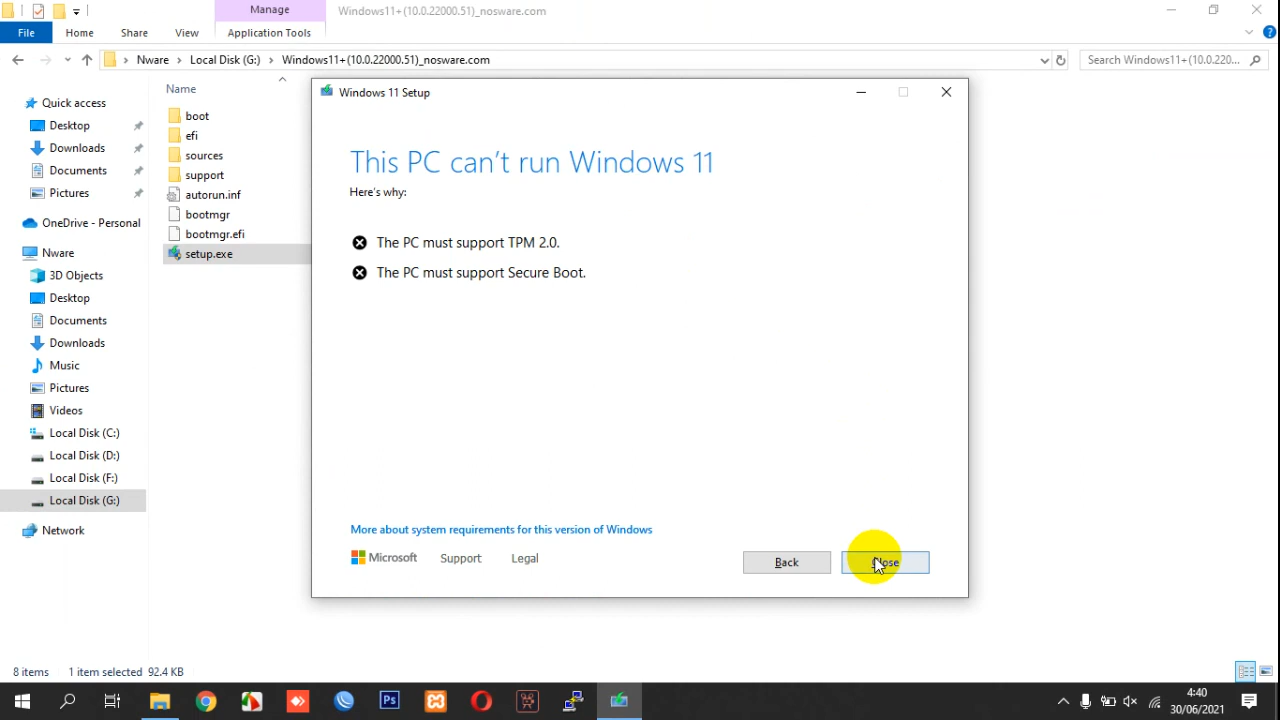 Manage
Windows11+(10.0.22000.51)_nosware.com
File
Home
Share
View
Application Tools
Nware
Local Disk (G:)
Windows11+(10.0.22000.51)_nosware.com
Search Windows11+(10.0.220...
Quick access
Desktop
Downloads
Documents
Pictures
OneDrive - Personal
Nware
3D Objects
Desktop
Documents
Downloads
Music
Pictures
Videos
Local Disk (C:)
Local Disk (D:)
Local Disk (F:)
Local Disk (G:)
Network
Name
boot
efi
sources
support
autorun.inf
bootmgr
bootmgr.efi
setup.exe
Windows 11 Setup
This PC can't run Windows 11
Here's why:
The PC must support TPM 2.0.
The PC must support Secure Boot.
More about system requirements for this version of Windows
Microsoft
Support
Legal
Back
Close
8 items
1 item selected 92.4 KB
Ps
4:40
30/06/2021